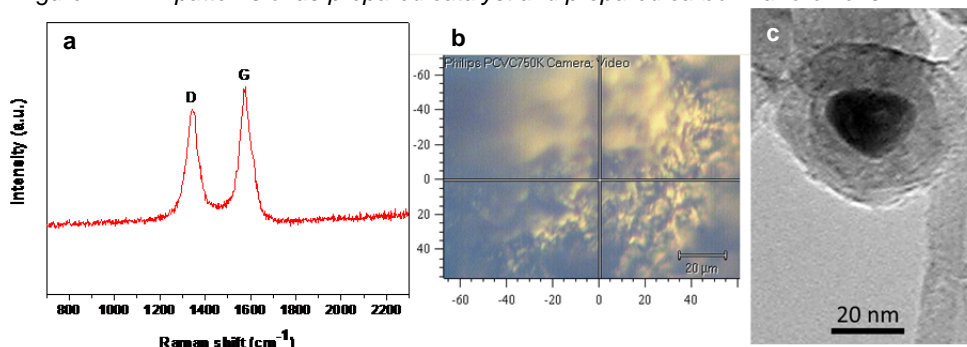 a
D
G
Intensity (a.u.)
800 1000 1200 1400 1600 1800 2000 2200
Raman shift (cm-1)
b
Philips PCVC750K Camera; Video
-60
-40
-20
0
20
40
20 µm
-60 -40 -20 0 20 40
c
20 nm